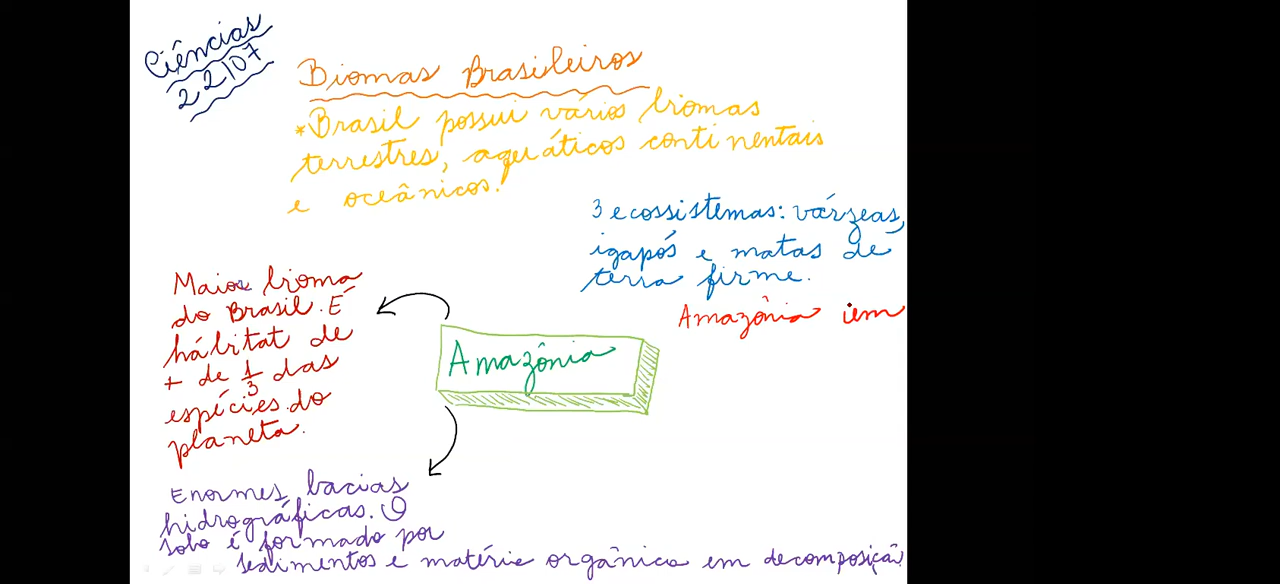 Ciências
22/07
Biomas Brasileiros
*Brasil possui vários biomas
terrestres, aquáticos continentais
e oceânicos.
3 ecossistemas: várzeas,
igapós e matas de
terra firme.
Amazônia em
Maior bioma
do Brasil. É
hábitat de
+ de 1/3 das
espécies do
planeta.
Amazônia
Enormes bacias
hidrográficas. O
solo é formado por
sedimentos e matéria orgânica em decomposiçã